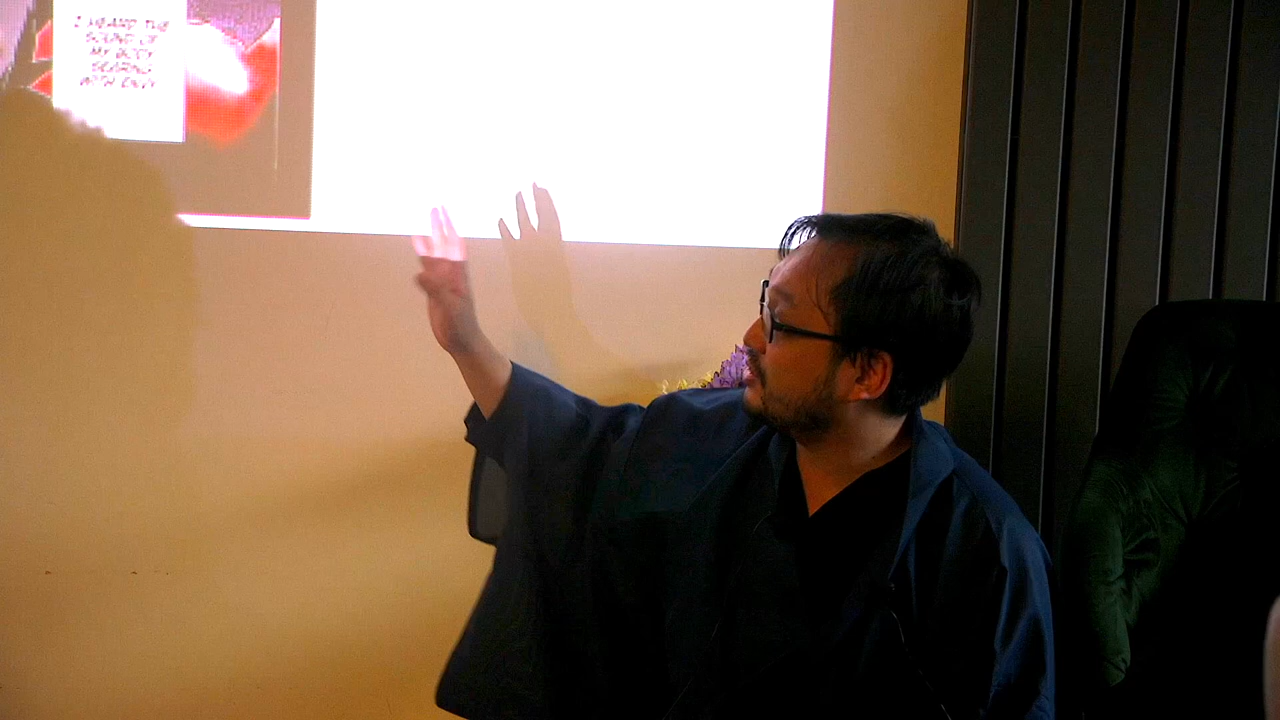 I HEARD THE
SOUND OF
MY BODY
SEARING
WITH ENVY.